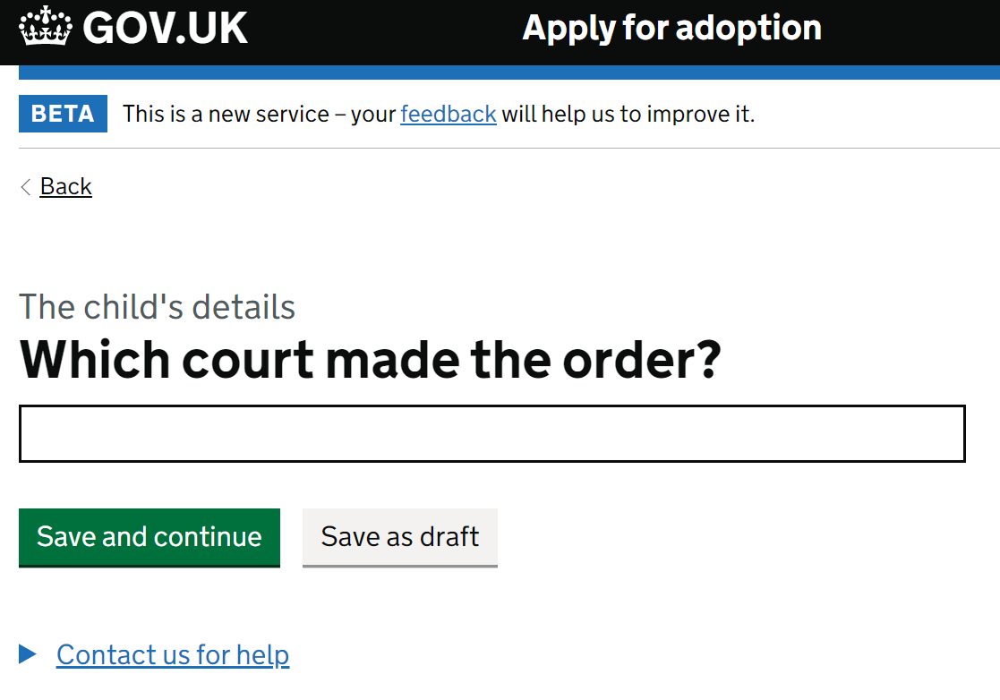 GOV.UK Apply for adoption
BETA This is a new service – your feedback will help us to improve it.
Back
The child's details
Which court made the order?
Save and continue Save as draft
Contact us for help